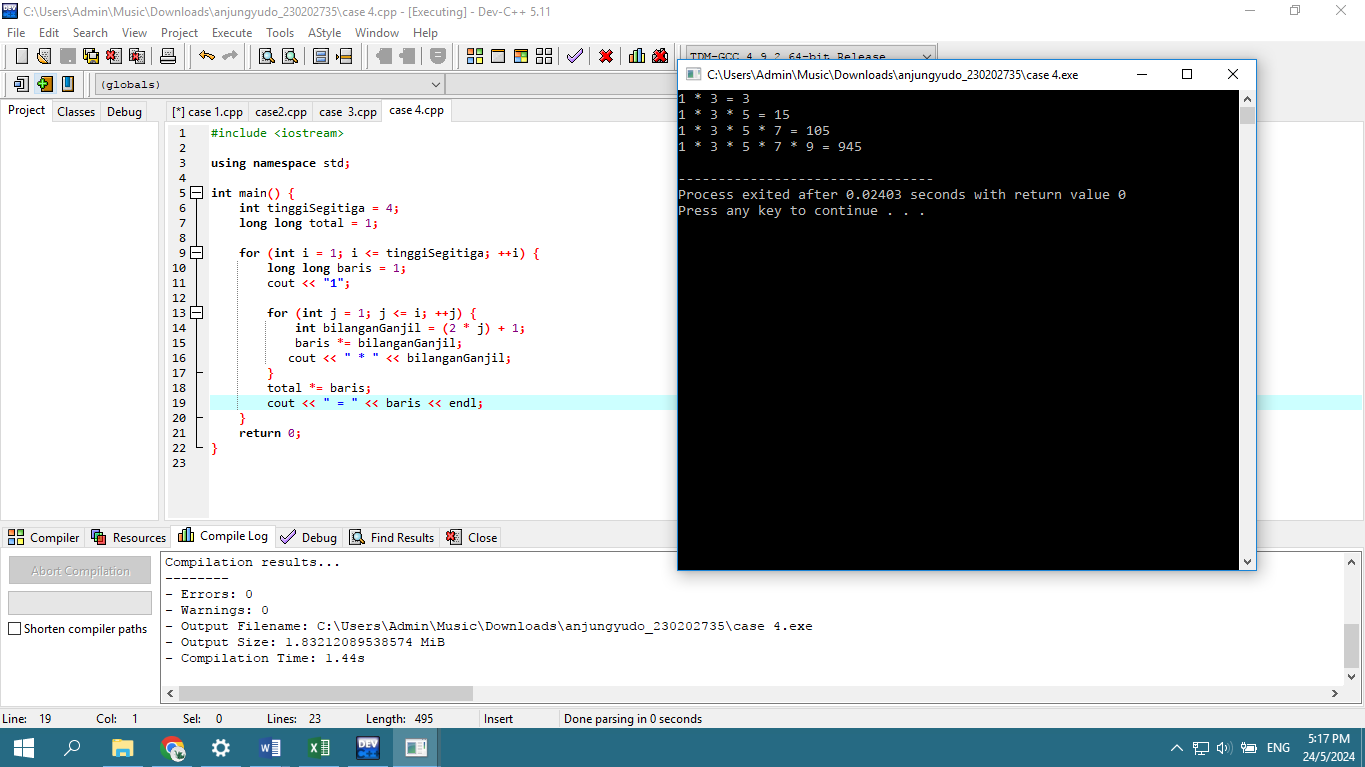 C:\Users\Admin\Music\Downloads\anjungyudo_230202735\case 4.cpp - [Executing] - Dev-C++ 5.11
File Edit Search View Project Execute Tools AStyle Window Help
TDM-GCC 4.9.2 64-bit Release
(globals)
Project Classes Debug
[*] case 1.cpp case2.cpp case 3.cpp case 4.cpp
1 #include <iostream>
2
3 using namespace std;
4
5 int main() {
6 int tinggiSegitiga = 4;
7 long long total = 1;
8
9 for (int i = 1; i <= tinggiSegitiga; ++i) {
10 long long baris = 1;
11 cout << "1";
12
13 for (int j = 1; j <= i; ++j) {
14 int bilanganGanjil = (2 * j) + 1;
15 baris *= bilanganGanjil;
16 cout << " * " << bilanganGanjil;
17 }
18 total *= baris;
19 cout << " = " << baris << endl;
20 }
21 return 0;
22 }
23
C:\Users\Admin\Music\Downloads\anjungyudo_230202735\case 4.exe
1 * 3 = 3
1 * 3 * 5 = 15
1 * 3 * 5 * 7 = 105
1 * 3 * 5 * 7 * 9 = 945
--------------------------------
Process exited after 0.02403 seconds with return value 0
Press any key to continue . . .
Compiler Resources Compile Log Debug Find Results Close
Abort Compilation
Shorten compiler paths
Compilation results...
--------
- Errors: 0
- Warnings: 0
- Output Filename: C:\Users\Admin\Music\Downloads\anjungyudo_230202735\case 4.exe
- Output Size: 1.83212089538574 MiB
- Compilation Time: 1.44s
Line: 19 Col: 1 Sel: 0 Lines: 23 Length: 495 Insert Done parsing in 0 seconds
ENG
5:17 PM
24/5/2024